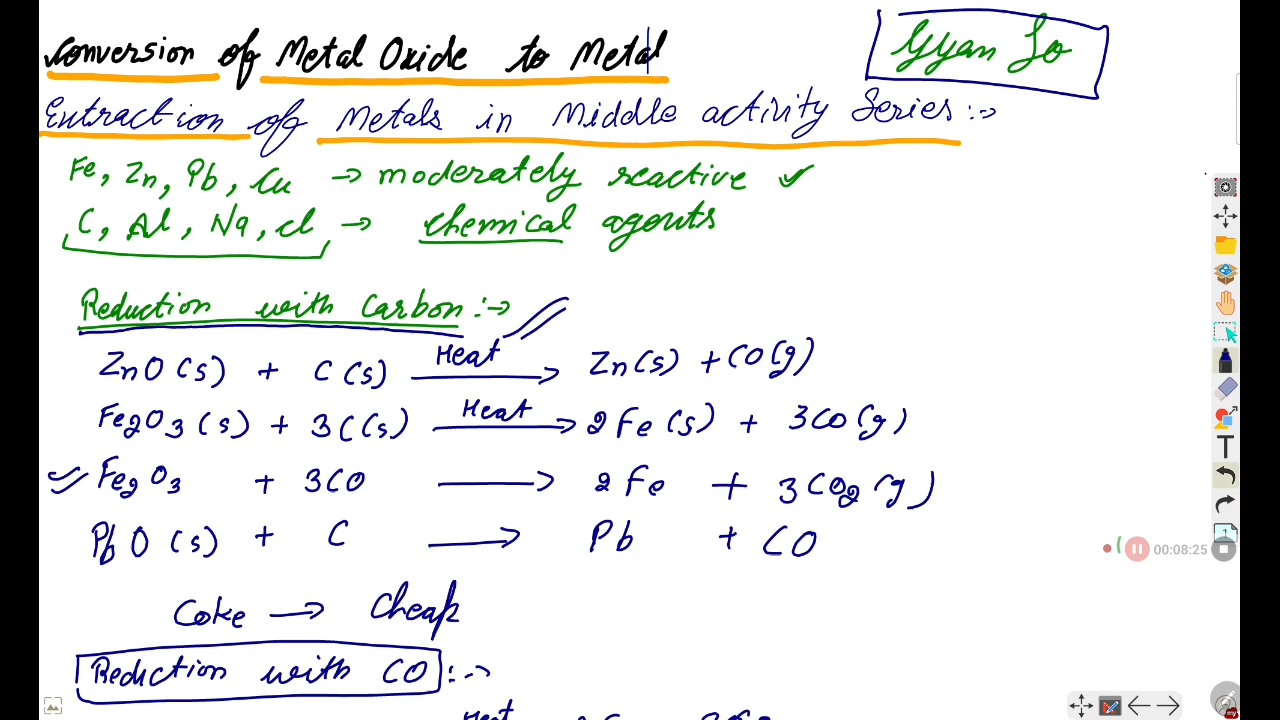 Conversion of Metal Oxide to Metal
Gyan Jo
Extraction of Metals in Middle activity Series :→
Fe, Zn, Pb, Cu → moderately reactive ✓
C, Al, Na, cl → chemical agents
Reduction with Carbon :→
ZnO(s) + C(s) Heat → Zn(s) + CO(g)
Fe2O3(s) + 3C(s) Heat → 2Fe(s) + 3CO(g)
Fe2O3 + 3CO → 2Fe + 3CO2(g)
PbO(s) + C → Pb + CO
00:08:25
Coke → Cheap
Reduction with CO :→
Heat